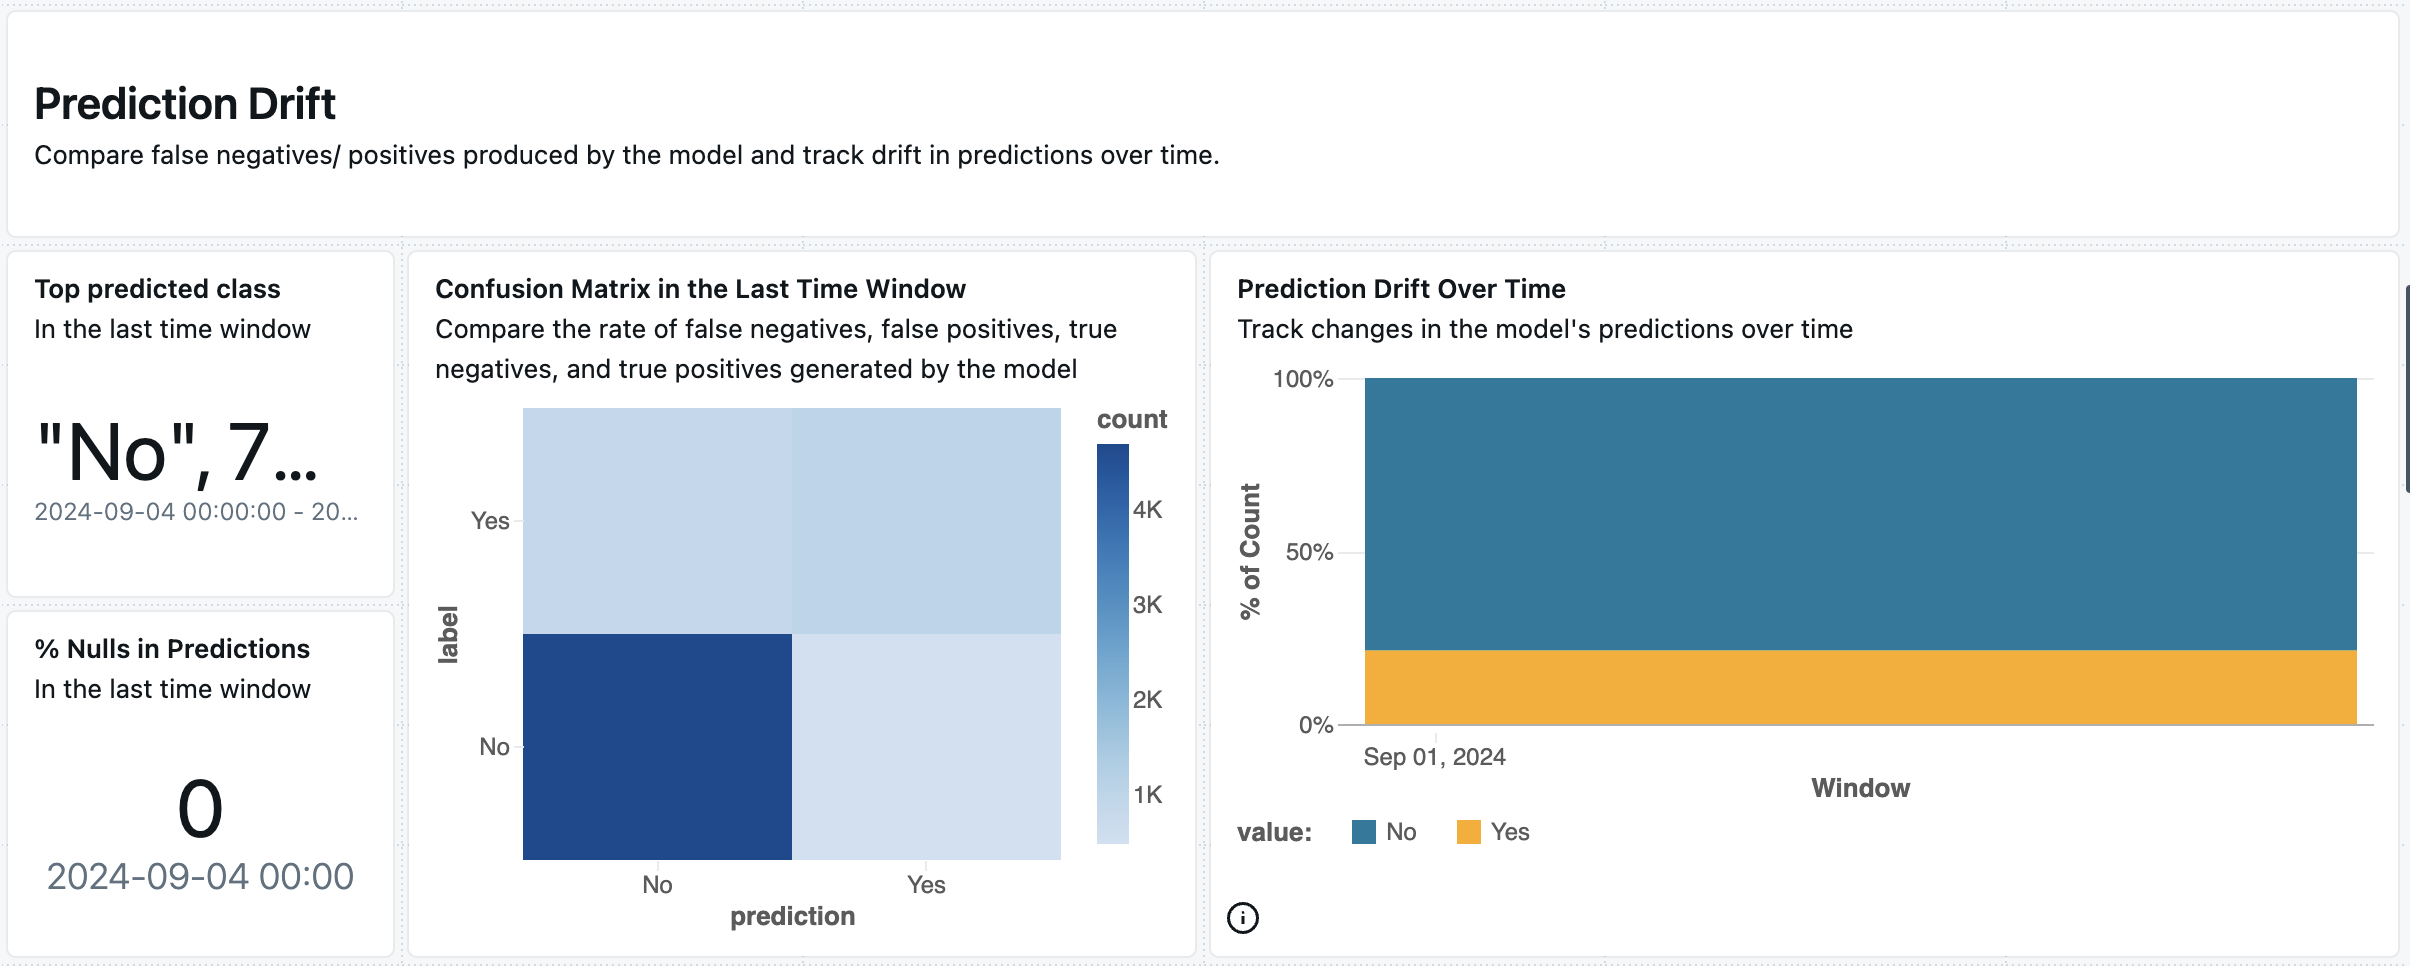 Prediction Drift
Compare false negatives/ positives produced by the model and track drift in predictions over time.
Top predicted class
In the last time window
"No", 7...
2024-09-04 00:00:00 - 20...
% Nulls in Predictions
In the last time window
0
2024-09-04 00:00
Confusion Matrix in the Last Time Window
Compare the rate of false negatives, false positives, true
negatives, and true positives generated by the model
label
Yes
No
No
Yes
prediction
count
4K
3K
2K
1K
Prediction Drift Over Time
Track changes in the model's predictions over time
% of Count
100%
50%
0%
Sep 01, 2024
Window
value:
No
Yes
i